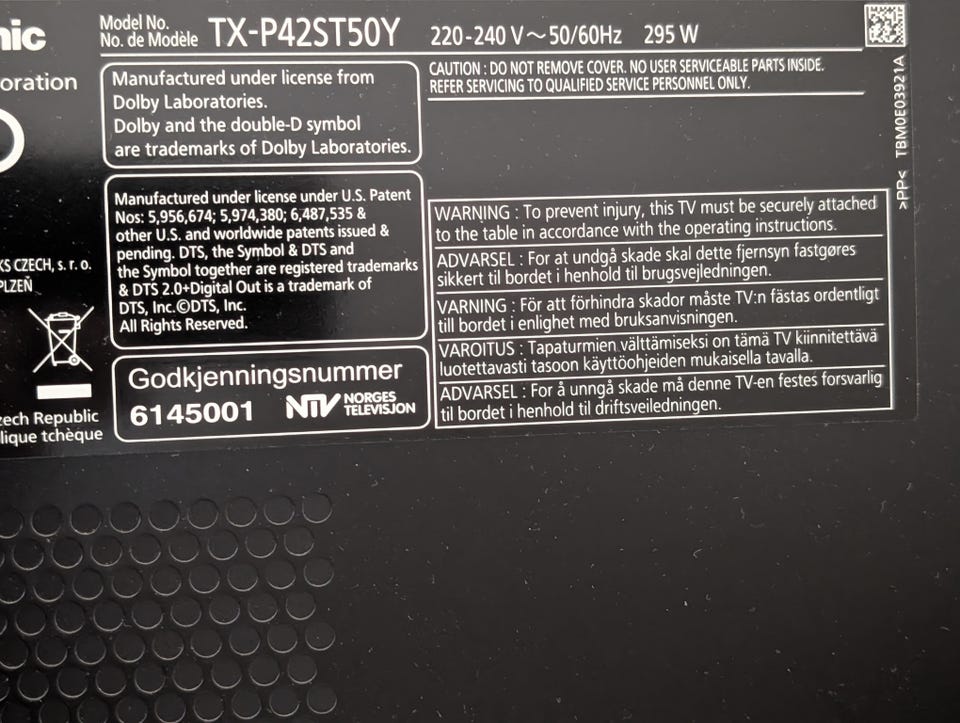 nic
Model No.
No. de Modèle TX-P42ST50Y 220-240 V～50/60Hz 295 W
oration
Manufactured under license from
Dolby Laboratories.
Dolby and the double-D symbol
are trademarks of Dolby Laboratories.
CAUTION : DO NOT REMOVE COVER. NO USER SERVICEABLE PARTS INSIDE.
REFER SERVICING TO QUALIFIED SERVICE PERSONNEL ONLY.
>PP< TBM0E03921A
Manufactured under license under U.S. Patent
Nos: 5,956,674; 5,974,380; 6,487,535 &
other U.S. and worldwide patents issued &
pending. DTS, the Symbol & DTS and
the Symbol together are registered trademarks
& DTS 2.0+Digital Out is a trademark of
DTS, Inc.©DTS, Inc.
All Rights Reserved.
WARNING : To prevent injury, this TV must be securely attached
to the table in accordance with the operating instructions.
ADVARSEL : For at undgå skade skal dette fjernsyn fastgøres
sikkert til bordet i henhold til brugsvejledningen.
VARNING : För att förhindra skador måste TV:n fästas ordentligt
till bordet i enlighet med bruksanvisningen.
VAROITUS : Tapaturmien välttämiseksi on tämä TV kiinnitettävä
luotettavasti tasoon käyttöohjeiden mukaisella tavalla.
ADVARSEL : For å unngå skade må denne TV-en festes forsvarlig
til bordet i henhold til driftsveiledningen.
KS CZECH, s. r. o.
PLZEŇ
zech Republic
lique tchèque
Godkjenningsnummer
6145001 NTV NORGES
TELEVISJON